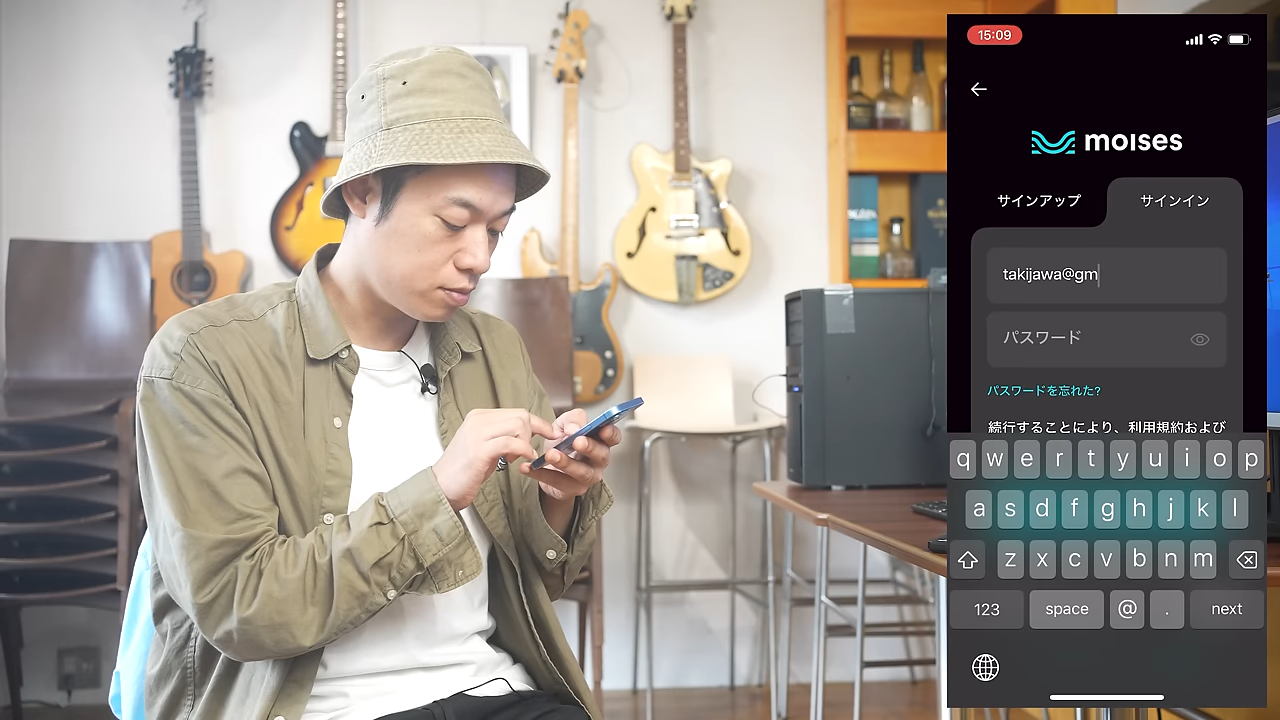 15:09
moises
サインアップ
サインイン
takijawa@gm
パスワード
パスワードを忘れた?
続行することにより、利用規約および
q w e r t y u i o p
a s d f g h j k l
z x c v b n m
123 space @ . next